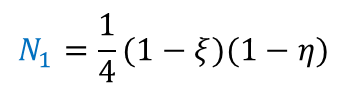 N₁ = 1/4 (1 − ξ)(1 − η)